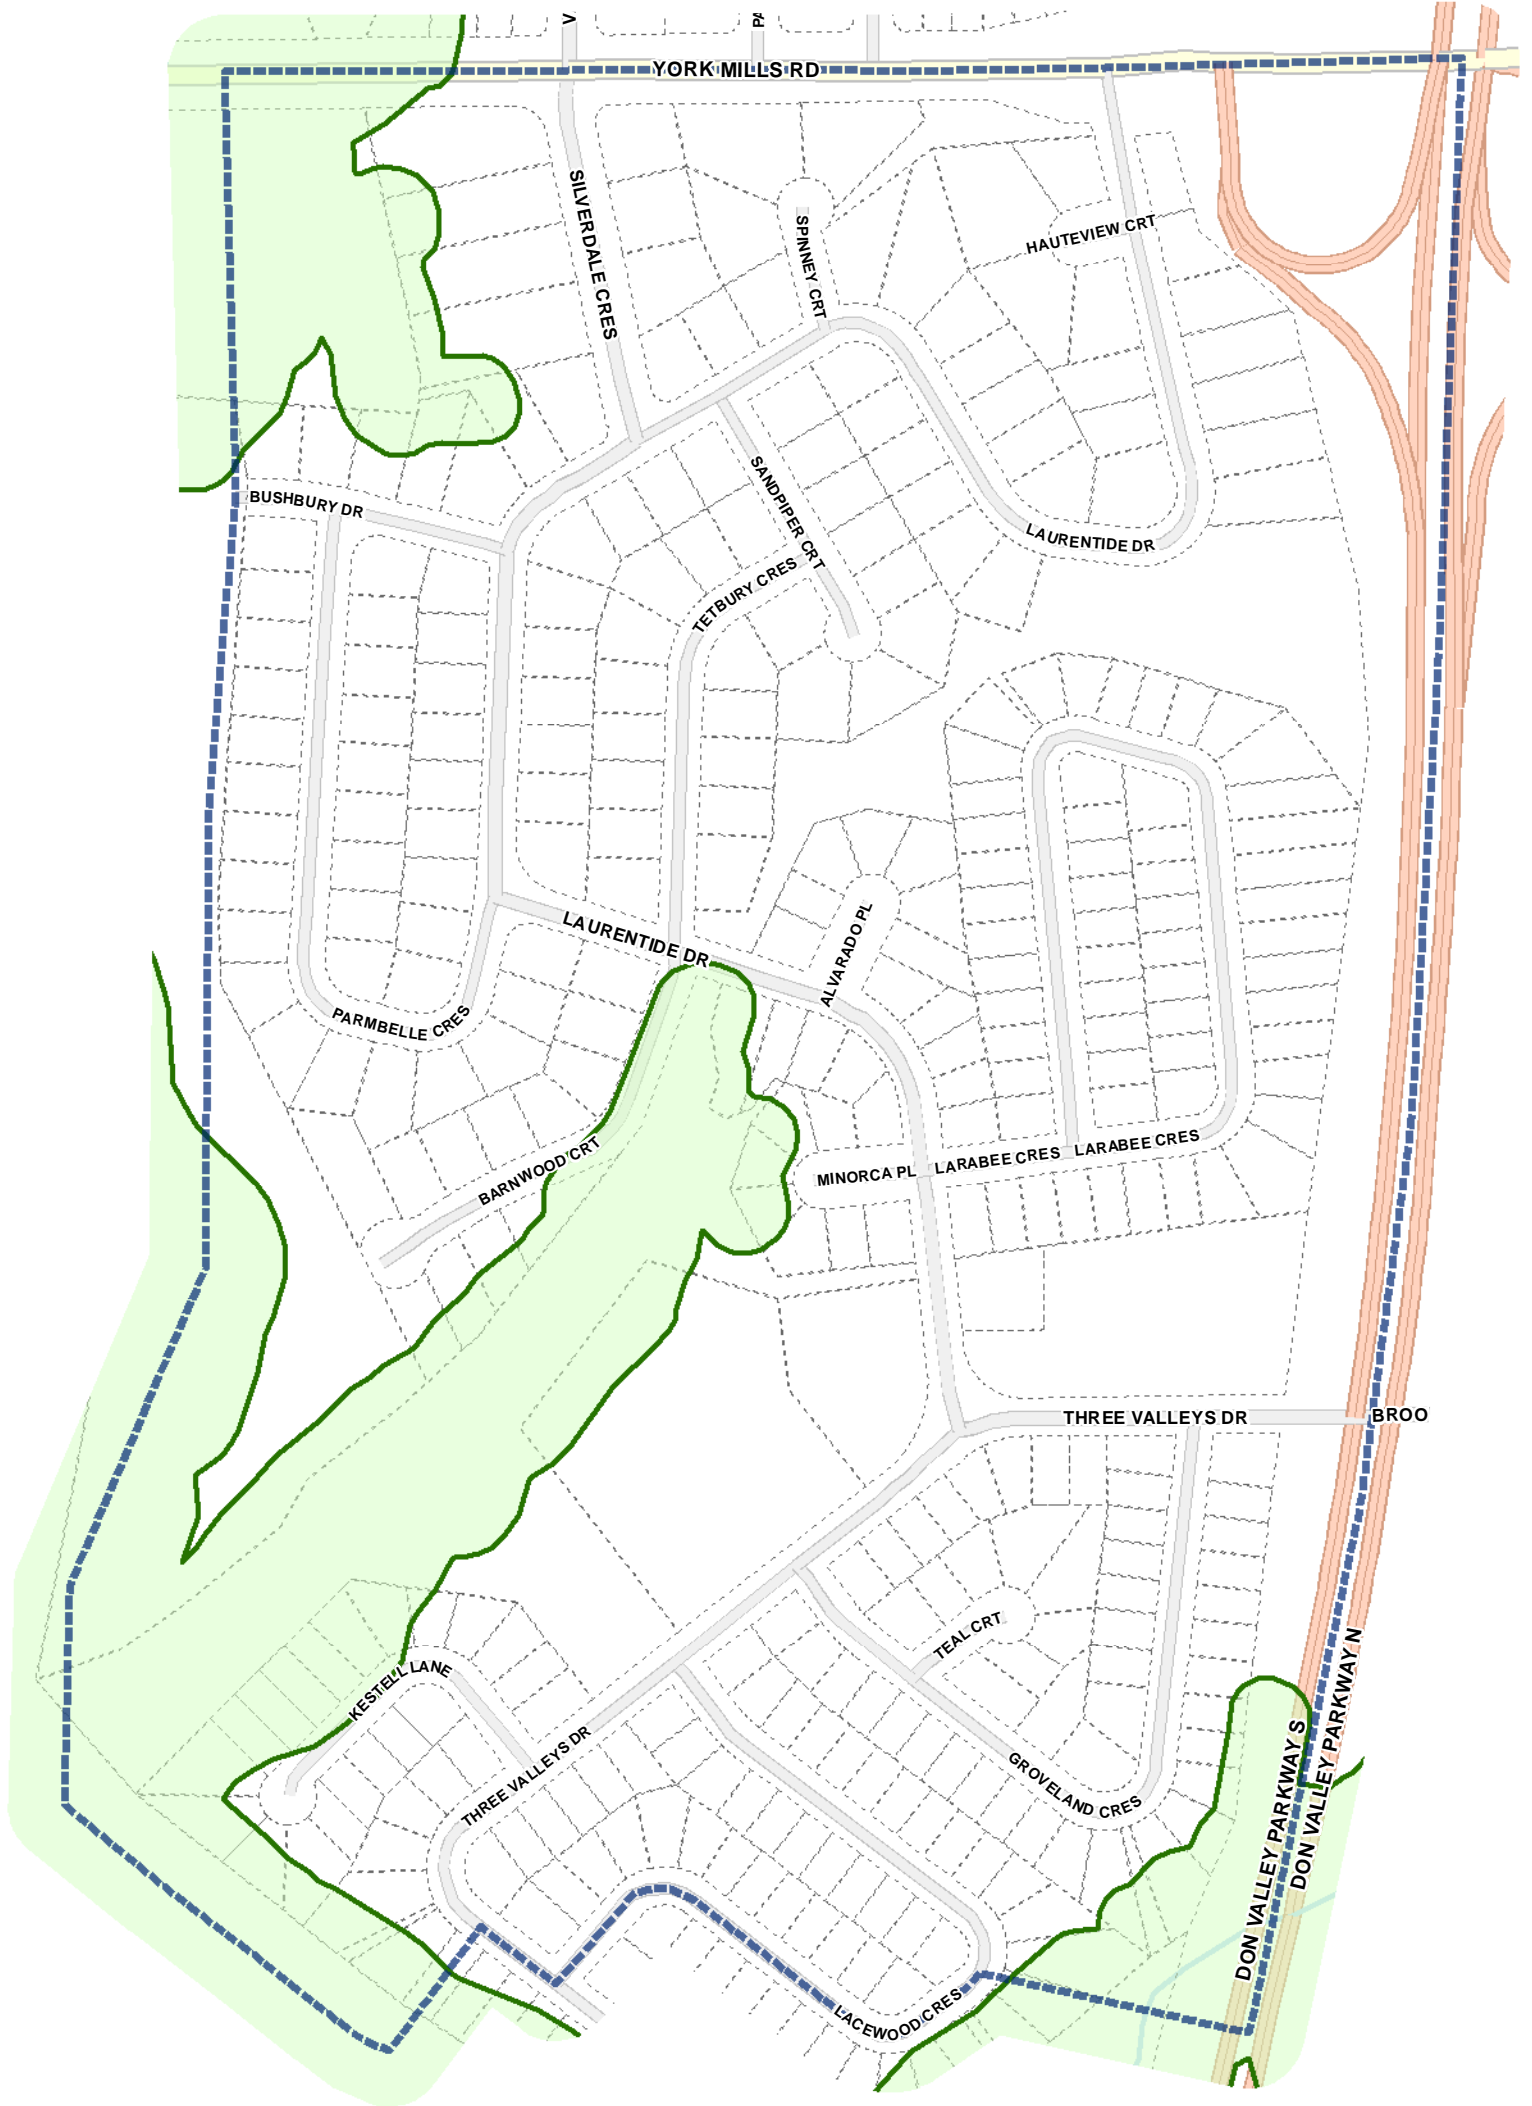 YORK MILLS RD
SILVERDALE CRES
SPINNEY CRT
HAUTEVIEW CRT
BUSHBURY DR
SANDPIPER CRT
LAURENTIDE DR
TETBURY CRES
LAURENTIDE DR
ALVARADO PL
PARMBELLE CRES
BARNWOOD CRT
MINORCA PL
LARABEE CRES
LARABEE CRES
THREE VALLEYS DR
BROO
TEAL CRT
KESTELL LANE
THREE VALLEYS DR
GROVELAND CRES
DON VALLEY PARKWAY S
DON VALLEY PARKWAY N
LACEWOOD CRES